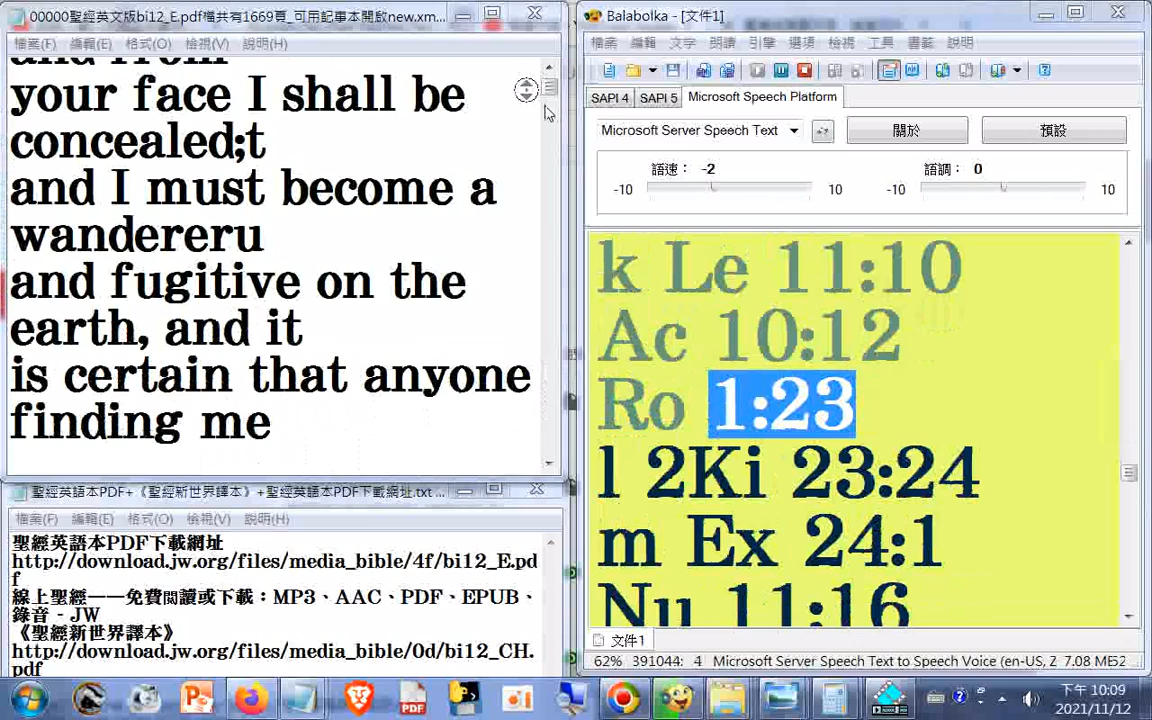 00000聖經英文版bi12_E.pdf檔共有1669頁_可用記事本開啟new.xm...
檔案(F) 編輯(E) 格式(O) 檢視(V) 說明(H)
and from
your face I shall be
concealed;t
and I must become a
wandereru
and fugitive on the
earth, and it
is certain that anyone
finding me
聖經英語本PDF+《聖經新世界譯本》+聖經英語本PDF下載網址.txt ...
檔案(F) 編輯(E) 格式(O) 檢視(V) 說明(H)
聖經英語本PDF下載網址
http://download.jw.org/files/media_bible/4f/bi12_E.pd
f
線上聖經——免費閱讀或下載：MP3、AAC、PDF、EPUB、
錄音 - JW
《聖經新世界譯本》
http://download.jw.org/files/media_bible/0d/bi12_CH.
pdf
Balabolka - [文件1]
檔案 編輯 文字 朗讀 引擎 選項 檢視 工具 書籤 說明
SAPI 4 SAPI 5 Microsoft Speech Platform
Microsoft Server Speech Text 關於 預設
語速： -2 語調： 0
-10 10 -10 10
k Le 11:10
Ac 10:12
Ro 1:23
l 2Ki 23:24
m Ex 24:1
Nu 11:16
文件1
62% 391044: 4 Microsoft Server Speech Text to Speech Voice (en-US, Z 7.08 ME52
下午 10:09
2021/11/12